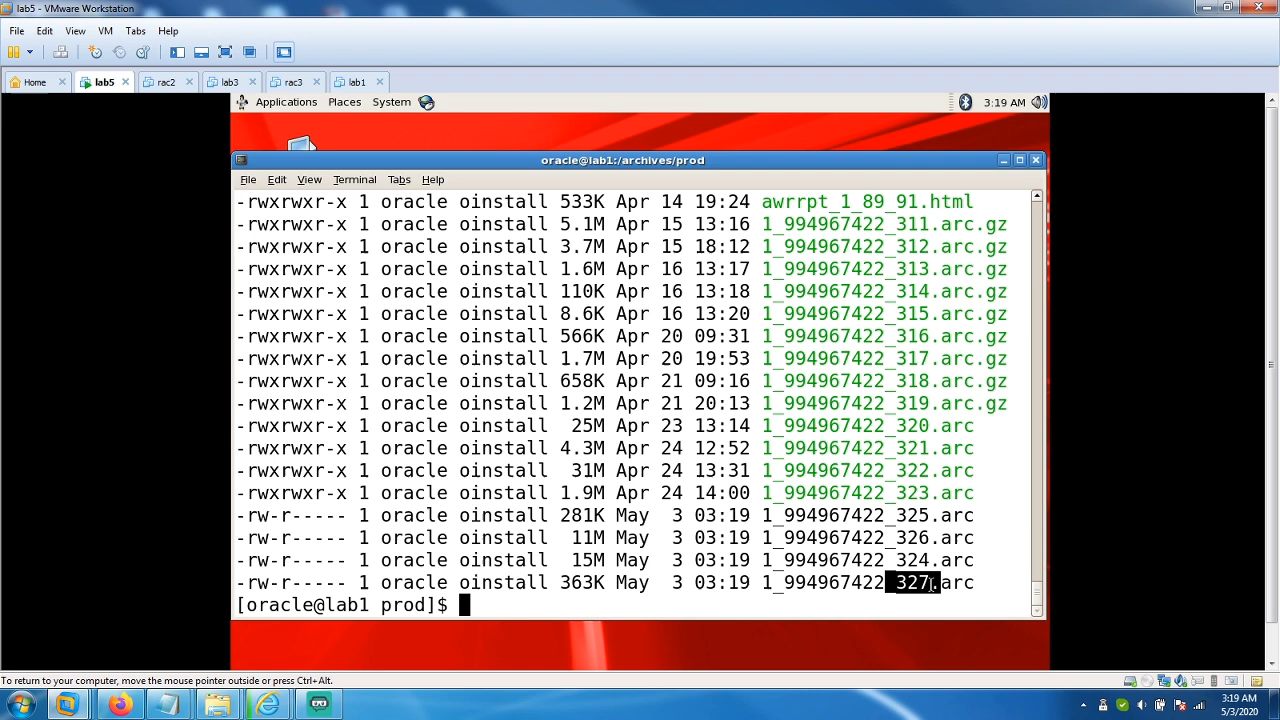 lab5 - VMware Workstation
File Edit View VM Tabs Help
Home lab5 rac2 lab3 rac3 lab1
Applications Places System 3:19 AM
oracle@lab1:/archives/prod
File Edit View Terminal Tabs Help
-rwxrwxr-x 1 oracle oinstall 533K Apr 14 19:24 awrrpt_1_89_91.html
-rwxrwxr-x 1 oracle oinstall 5.1M Apr 15 13:16 1_994967422_311.arc.gz
-rwxrwxr-x 1 oracle oinstall 3.7M Apr 15 18:12 1_994967422_312.arc.gz
-rwxrwxr-x 1 oracle oinstall 1.6M Apr 16 13:17 1_994967422_313.arc.gz
-rwxrwxr-x 1 oracle oinstall 110K Apr 16 13:18 1_994967422_314.arc.gz
-rwxrwxr-x 1 oracle oinstall 8.6K Apr 16 13:20 1_994967422_315.arc.gz
-rwxrwxr-x 1 oracle oinstall 566K Apr 20 09:31 1_994967422_316.arc.gz
-rwxrwxr-x 1 oracle oinstall 1.7M Apr 20 19:53 1_994967422_317.arc.gz
-rwxrwxr-x 1 oracle oinstall 658K Apr 21 09:16 1_994967422_318.arc.gz
-rwxrwxr-x 1 oracle oinstall 1.2M Apr 21 20:13 1_994967422_319.arc.gz
-rwxrwxr-x 1 oracle oinstall 25M Apr 23 13:14 1_994967422_320.arc
-rwxrwxr-x 1 oracle oinstall 4.3M Apr 24 12:52 1_994967422_321.arc
-rwxrwxr-x 1 oracle oinstall 31M Apr 24 13:31 1_994967422_322.arc
-rwxrwxr-x 1 oracle oinstall 1.9M Apr 24 14:00 1_994967422_323.arc
-rw-r----- 1 oracle oinstall 281K May 3 03:19 1_994967422_325.arc
-rw-r----- 1 oracle oinstall 11M May 3 03:19 1_994967422_326.arc
-rw-r----- 1 oracle oinstall 15M May 3 03:19 1_994967422_324.arc
-rw-r----- 1 oracle oinstall 363K May 3 03:19 1_994967422_327.arc
[oracle@lab1 prod]$
To return to your computer, move the mouse pointer outside or press Ctrl+Alt.
3:19 AM
5/3/2020